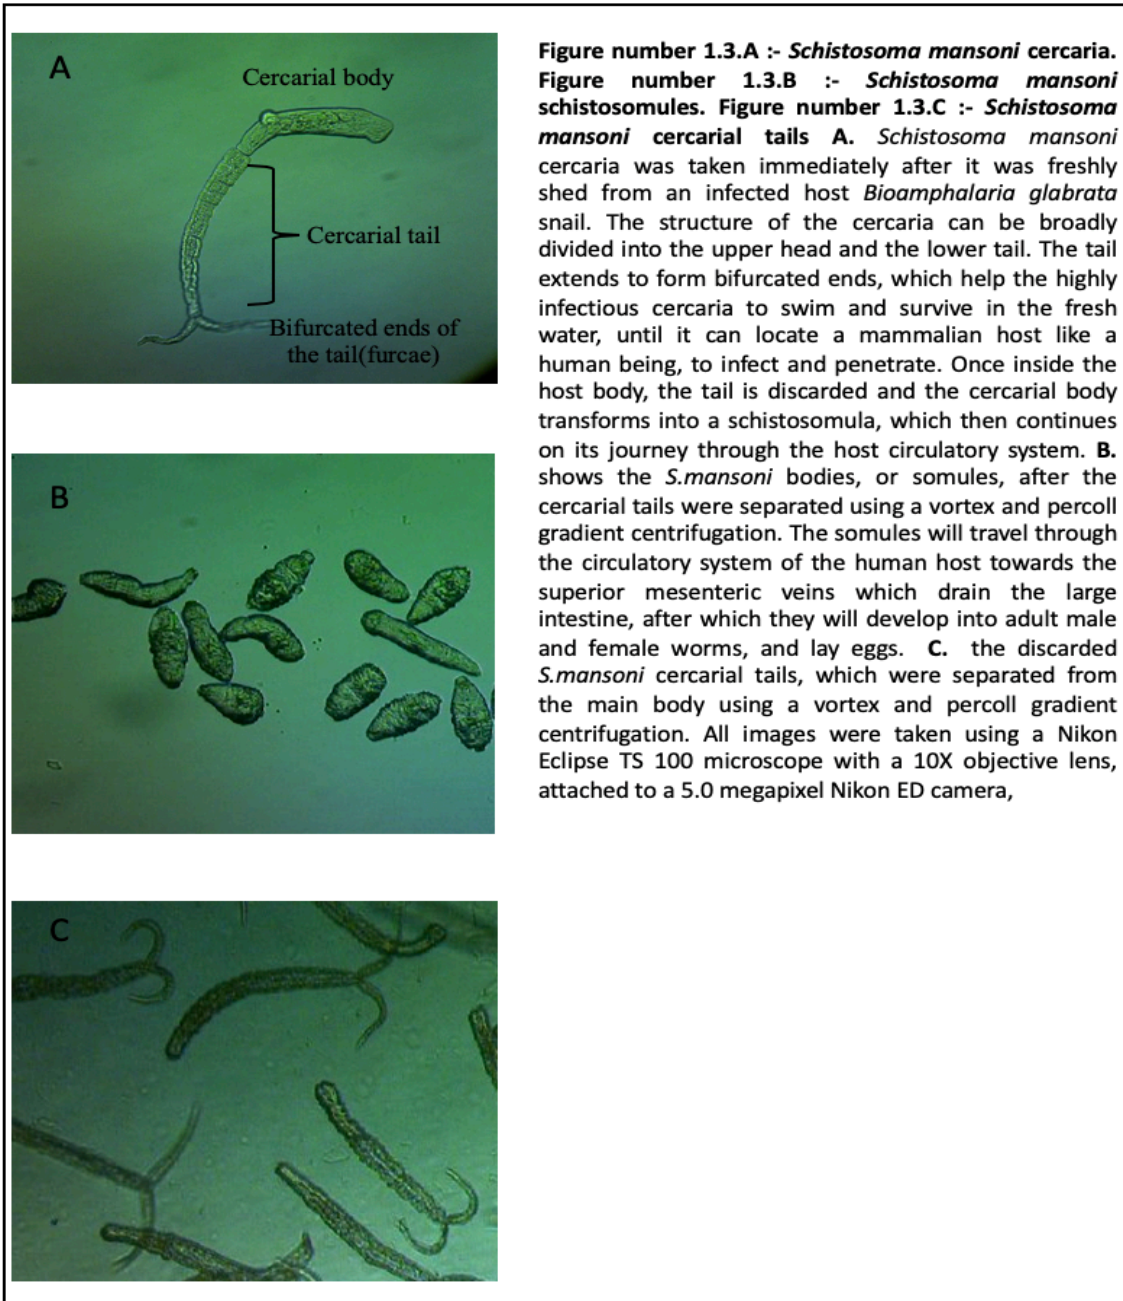 A
Cercarial body
Cercarial tail
Bifurcated ends of
the tail(furcae)
B
C
Figure number 1.3.A :- Schistosoma mansoni cercaria.
Figure number 1.3.B :- Schistosoma mansoni
schistosomules. Figure number 1.3.C :- Schistosoma
mansoni cercarial tails A. Schistosoma mansoni
cercaria was taken immediately after it was freshly
shed from an infected host Bioamphalaria glabrata
snail. The structure of the cercaria can be broadly
divided into the upper head and the lower tail. The tail
extends to form bifurcated ends, which help the highly
infectious cercaria to swim and survive in the fresh
water, until it can locate a mammalian host like a
human being, to infect and penetrate. Once inside the
host body, the tail is discarded and the cercarial body
transforms into a schistosomula, which then continues
on its journey through the host circulatory system. B.
shows the S.mansoni bodies, or somules, after the
cercarial tails were separated using a vortex and percoll
gradient centrifugation. The somules will travel through
the circulatory system of the human host towards the
superior mesenteric veins which drain the large
intestine, after which they will develop into adult male
and female worms, and lay eggs. C. the discarded
S.mansoni cercarial tails, which were separated from
the main body using a vortex and percoll gradient
centrifugation. All images were taken using a Nikon
Eclipse TS 100 microscope with a 10X objective lens,
attached to a 5.0 megapixel Nikon ED camera,